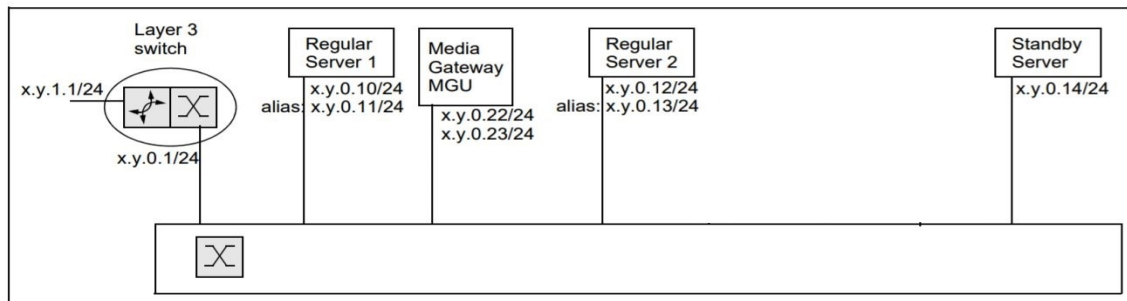 Layer 3
switch
x.y.1.1/24
x.y.0.1/24
Regular
Server 1
x.y.0.10/24
alias: x.y.0.11/24
Media
Gateway
MGU
x.y.0.22/24
x.y.0.23/24
Regular
Server 2
x.y.0.12/24
alias: x.y.0.13/24
Standby
Server
x.y.0.14/24